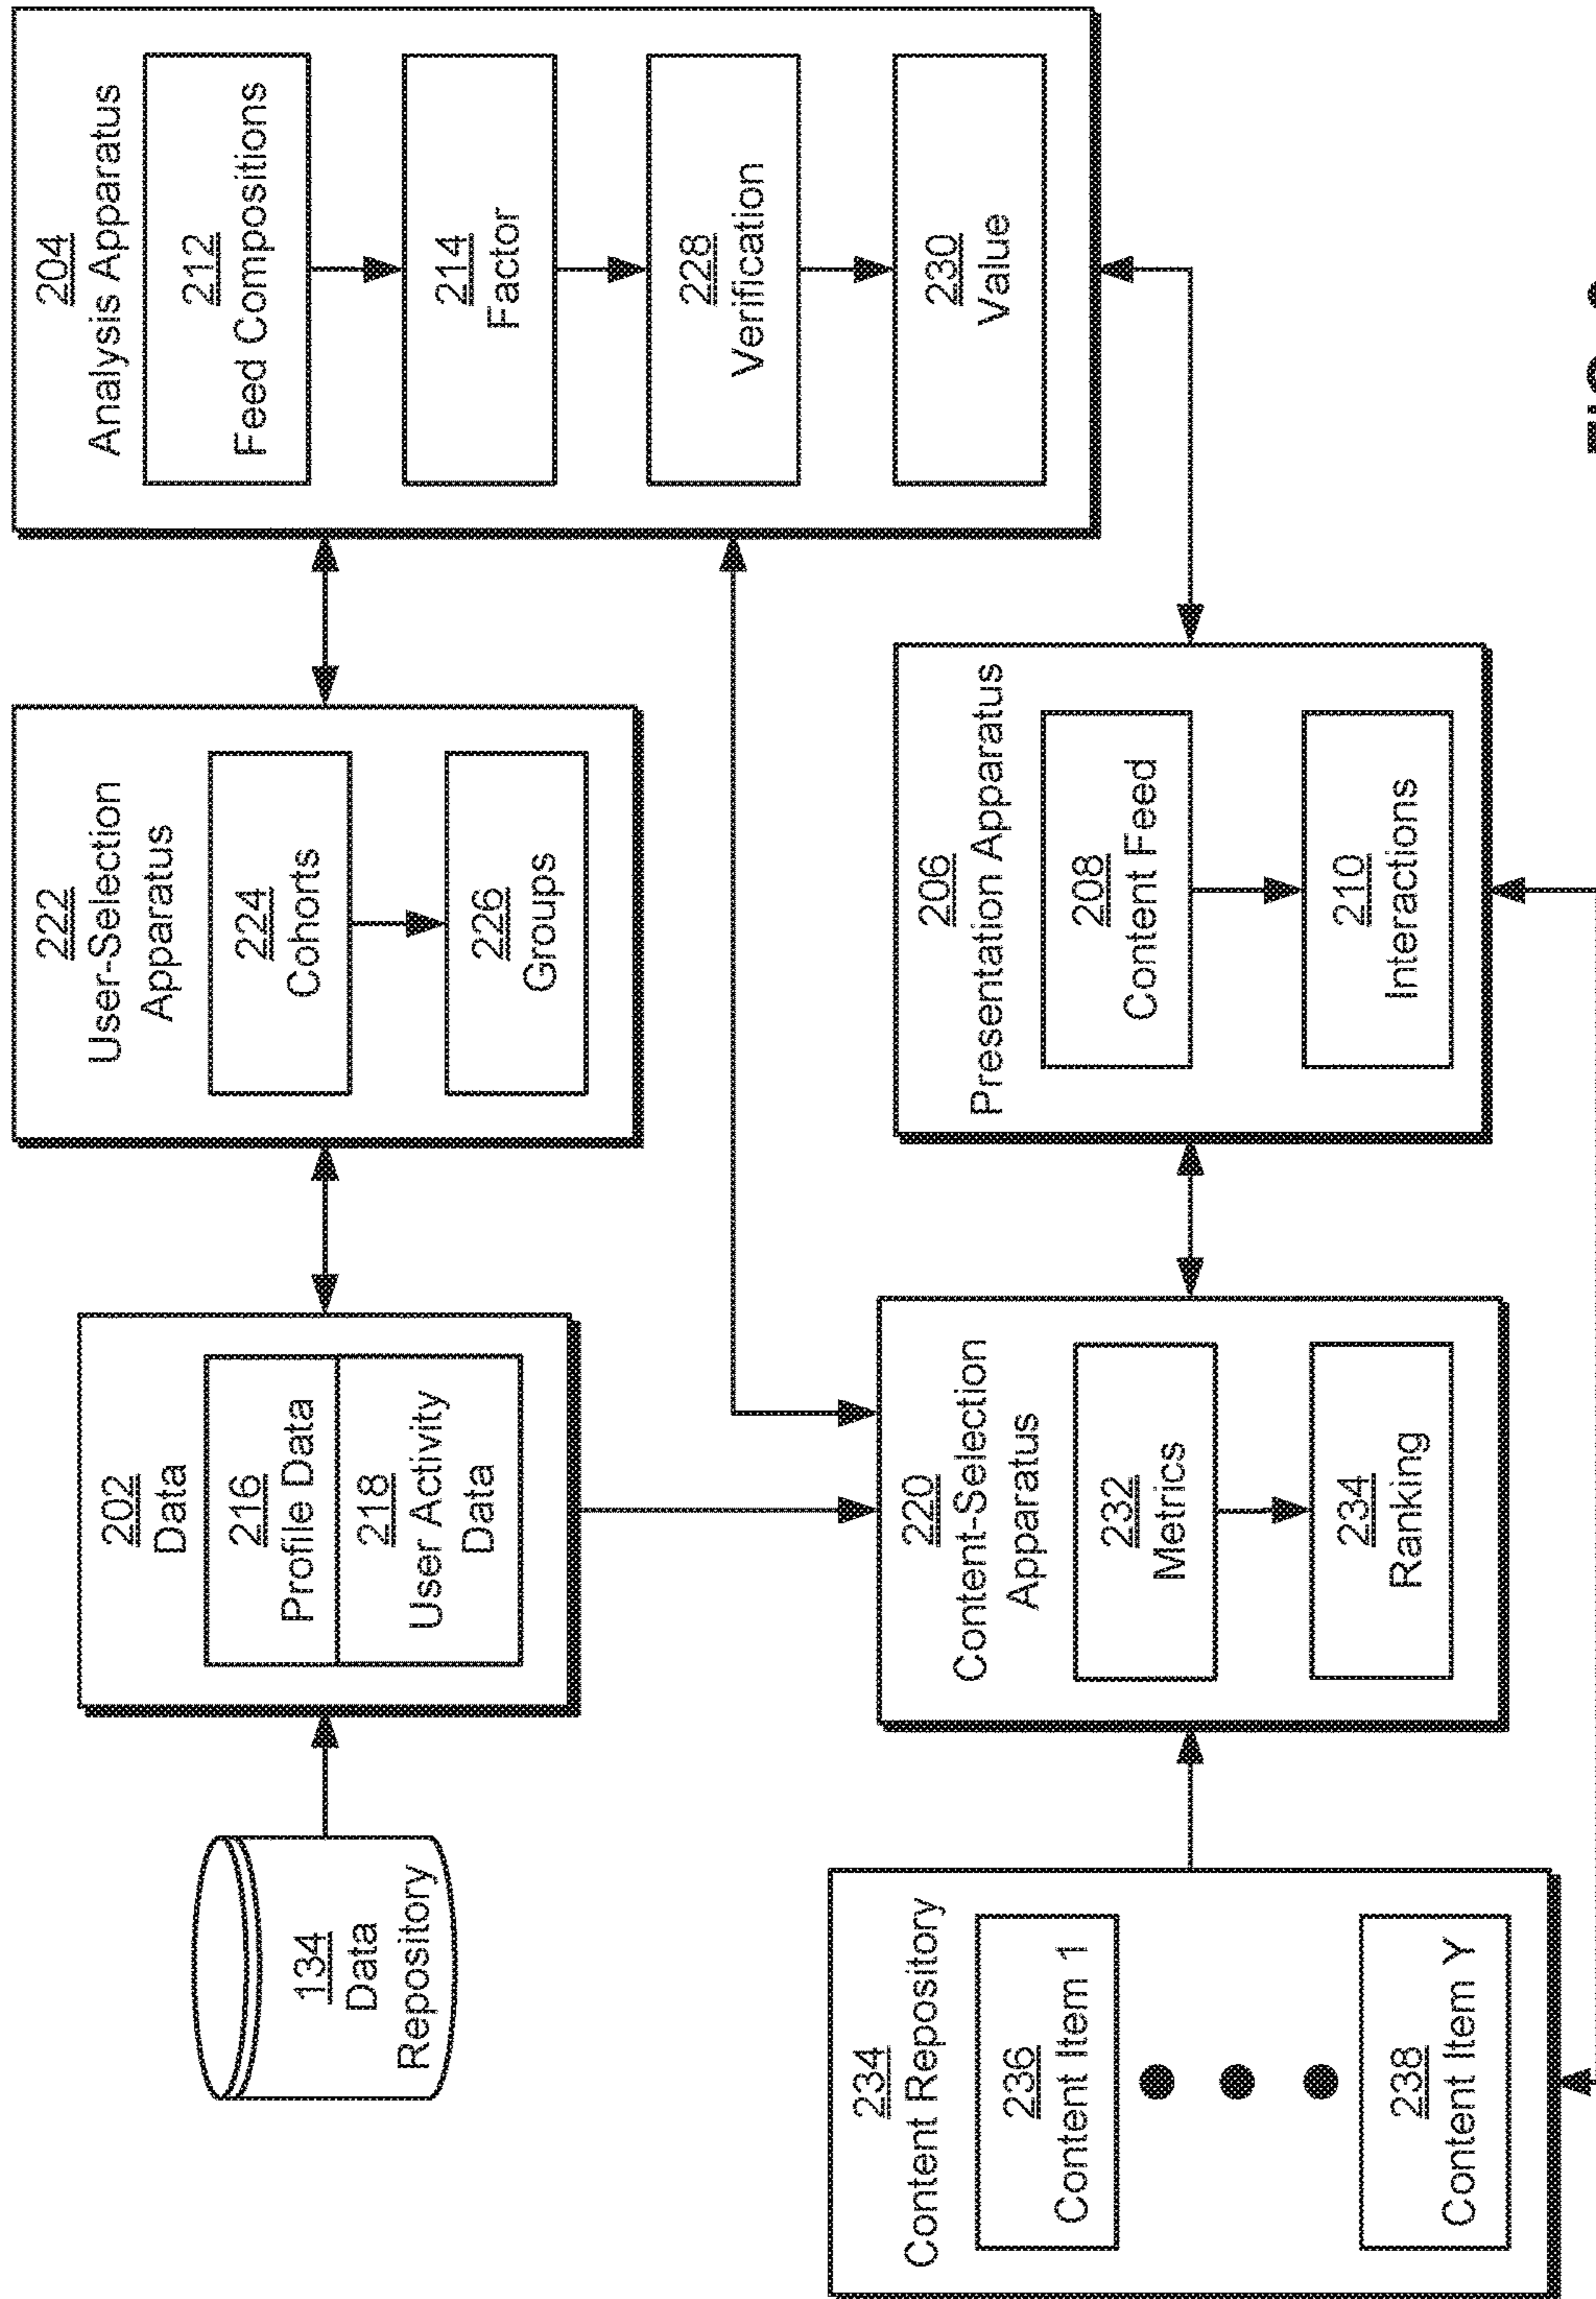 134
Data
Repository
202
Data
216
Profile Data
218
User Activity
Data
222
User-Selection
Apparatus
224
Cohorts
226
Groups
204
Analysis Apparatus
212
Feed Compositions
214
Factor
228
Verification
230
Value
234
Content Repository
236
Content Item 1
238
Content Item Y
220
Content-Selection
Apparatus
232
Metrics
234
Ranking
206
Presentation Apparatus
208
Content Feed
210
Interactions